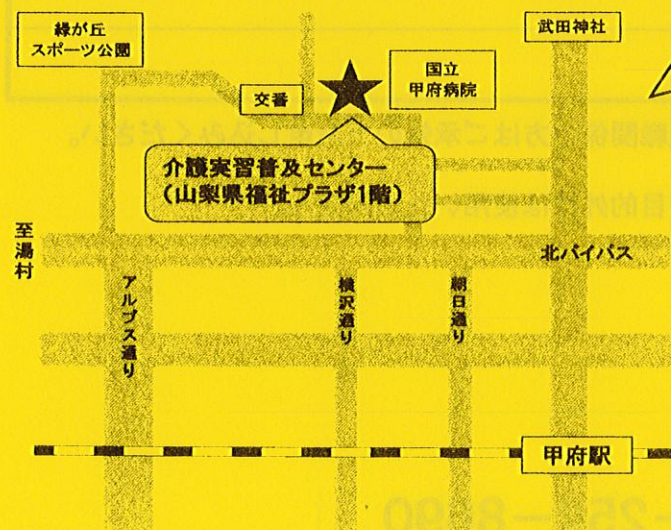 緑が丘
スポーツ公園
武田神社
国立
甲府病院
交番
介護実習普及センター
(山梨県福祉プラザ1階)
至湯村
北バイパス
アルプス通り
横沢通り
朝日通り
甲府駅